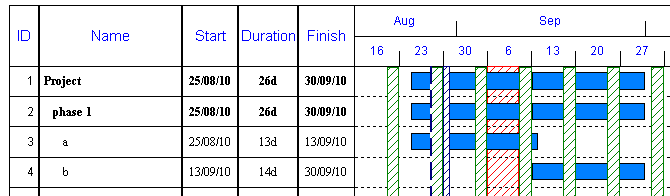 Aug Sep
ID Name Start Duration Finish 16 23 30 6 13 20 27
1 Project 25/08/10 26d 30/09/10
2 phase 1 25/08/10 26d 30/09/10
3 a 25/08/10 13d 13/09/10
4 b 13/09/10 14d 30/09/10